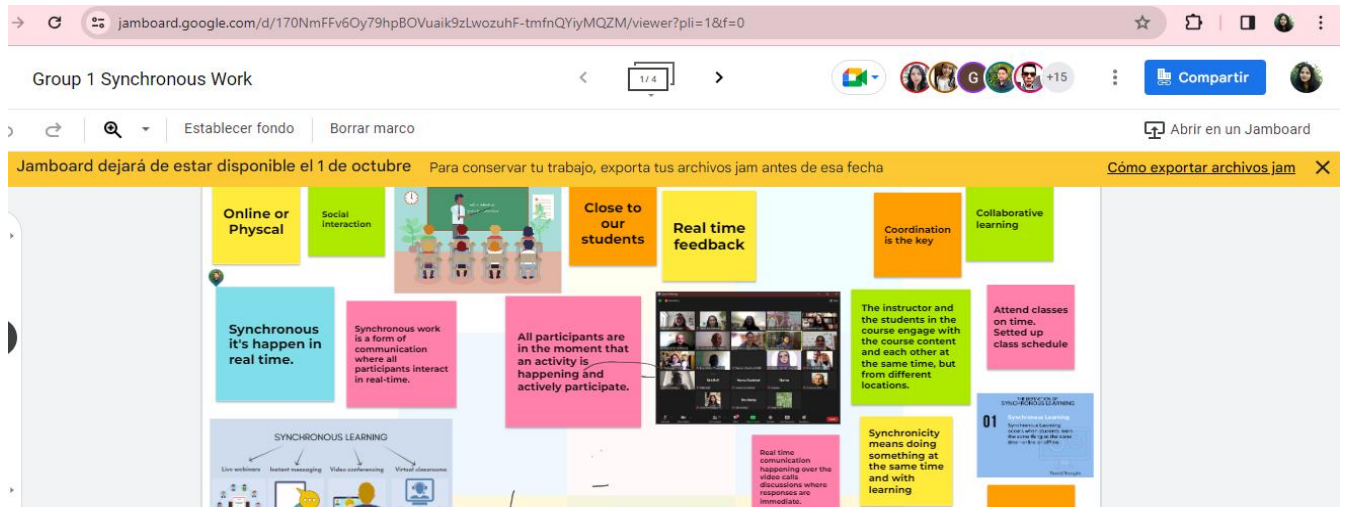 jamboard.google.com/d/170NmFFv6Oy79hpBOVuaik9zLwozuhF-tmfnQYiyMQZM/viewer?pli=1&f=0
Group 1 Synchronous Work
1/4
G
+15
Compartir
Establecer fondo
Borrar marco
Abrir en un Jamboard
Jamboard dejará de estar disponible el 1 de octubre
Para conservar tu trabajo, exporta tus archivos jam antes de esa fecha
Cómo exportar archivos jam
Online or
Physcal
Social
interaction
Close to
our
students
Real time
feedback
Coordination
is the key
Collaborative
learning
Synchronous
it's happen in
real time.
Synchronous work
is a form of
communication
where all
participants interact
in real-time.
All participants are
in the moment that
an activity is
happening and
actively participate.
The instructor and
the students in the
course engage with
the course content
and each other at
the same time, but
from different
locations.
Attend classes
on time.
Setted up
class schedule
SYNCHRONOUS LEARNING
Live webinars
Instant messaging
Video conferencing
Virtual classrooms
Real time
comunication
happening over the
video calls
discussions where
responses are
immediate.
Synchronicity
means doing
something at
the same time
and with
learning
THE DEFINITION OF
SYNCHRONOUS LEARNING
01
Synchronous Learning